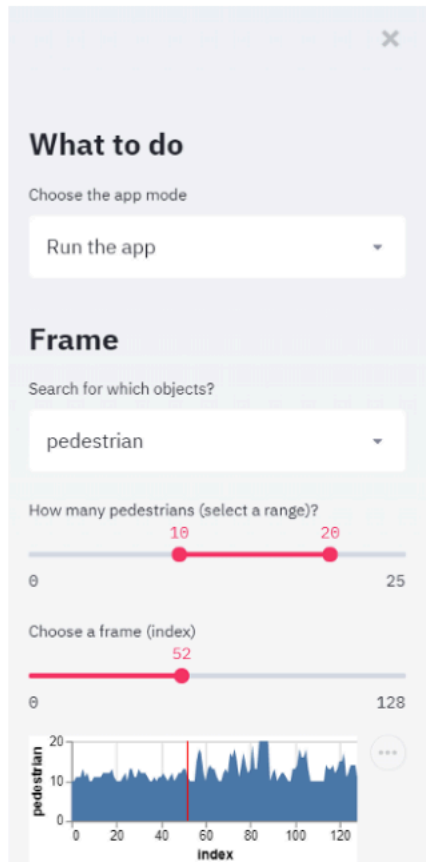 What to do
Choose the app mode
Run the app
Frame
Search for which objects?
pedestrian
How many pedestrians (select a range)?
10 20
0 25
Choose a frame (index)
52
0 128
pedestrian
20
10
0
0 20 40 60 80 100 120
index